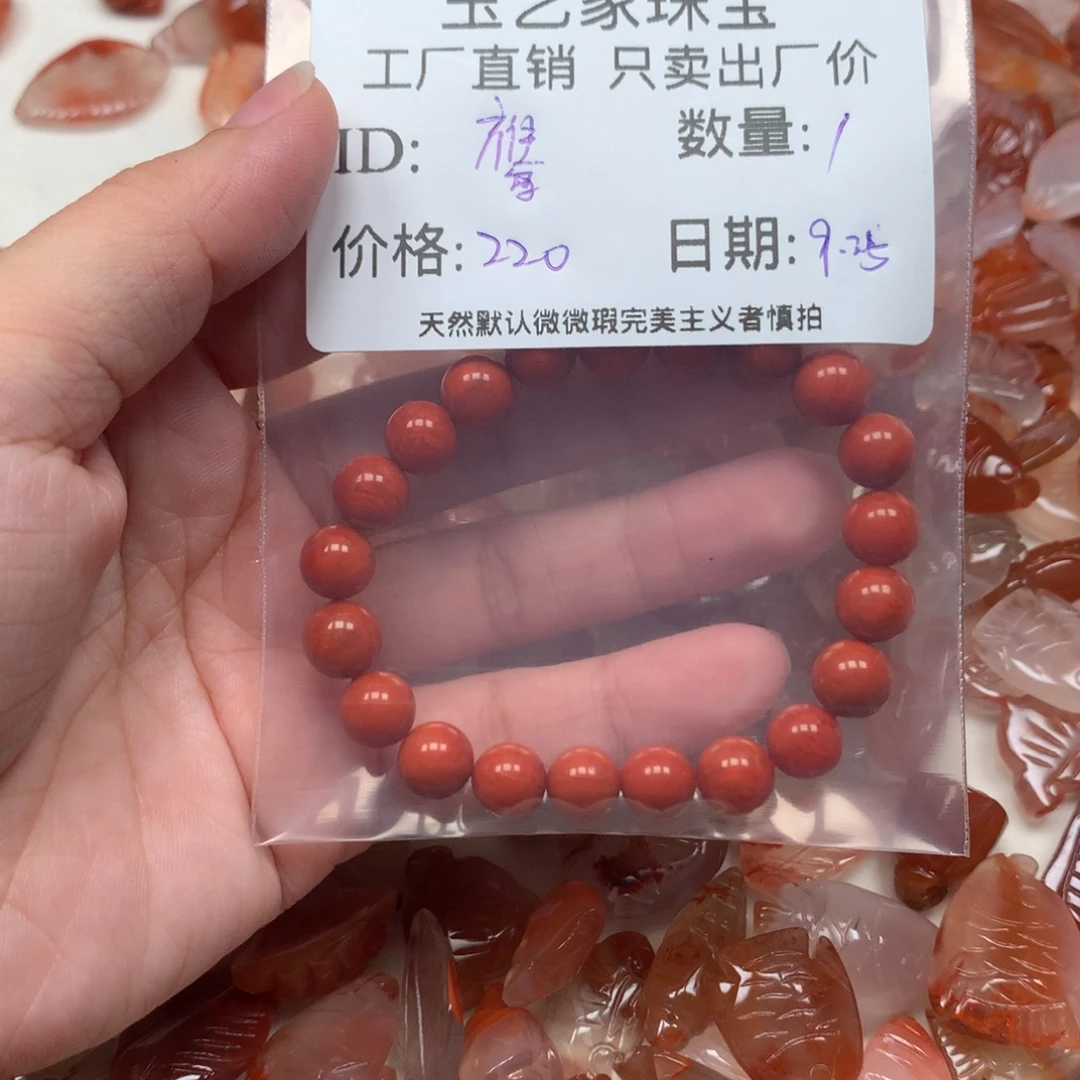 玉艺家珠宝
工厂直销 只卖出厂价
ID: 数量: 1
价格: 220 日期: 9.25
天然默认微微瑕完美主义者慎拍